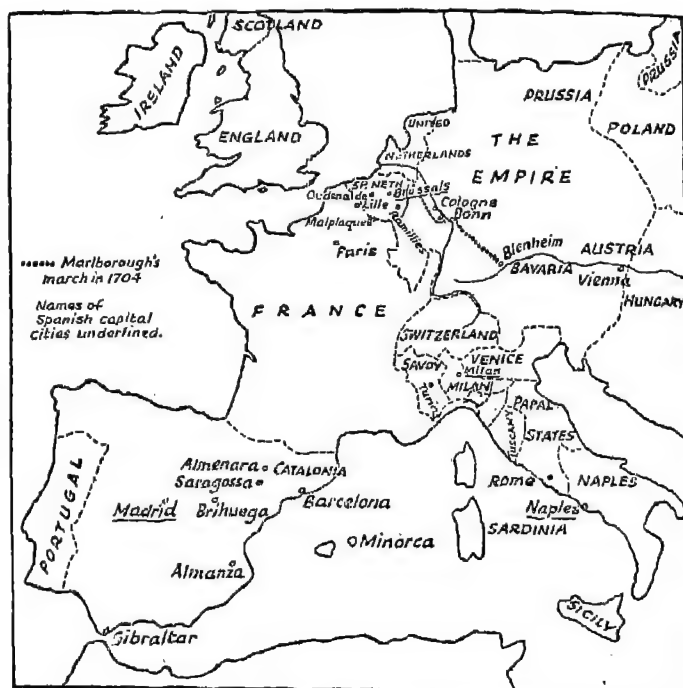 SCOTLAND
IRELAND
ENGLAND
PRUSSIA
PRUSSIA
POLAND
UNITED
NETHERLANDS
THE
EMPIRE
SP. NETH.
Brussels
Oudenalde
Lille
Ramillies
Malplaquet
Cologne
Bonn
Paris
Blenheim
AUSTRIA
BAVARIA
Vienna
HUNGARY
Marlborough's
march in 1704
Names of
Spanish capital
cities underlined.
FRANCE
SWITZERLAND
SAVOY
VENICE
Milan
MILAN
Turin
PAPAL
STATES
TUSCANY
Almenara
CATALONIA
Saragossa
Rome
NAPLES
PORTUGAL
Madrid
Brihuega
Barcelona
Naples
Minorca
SARDINIA
Almanza
SICILY
Gibraltar